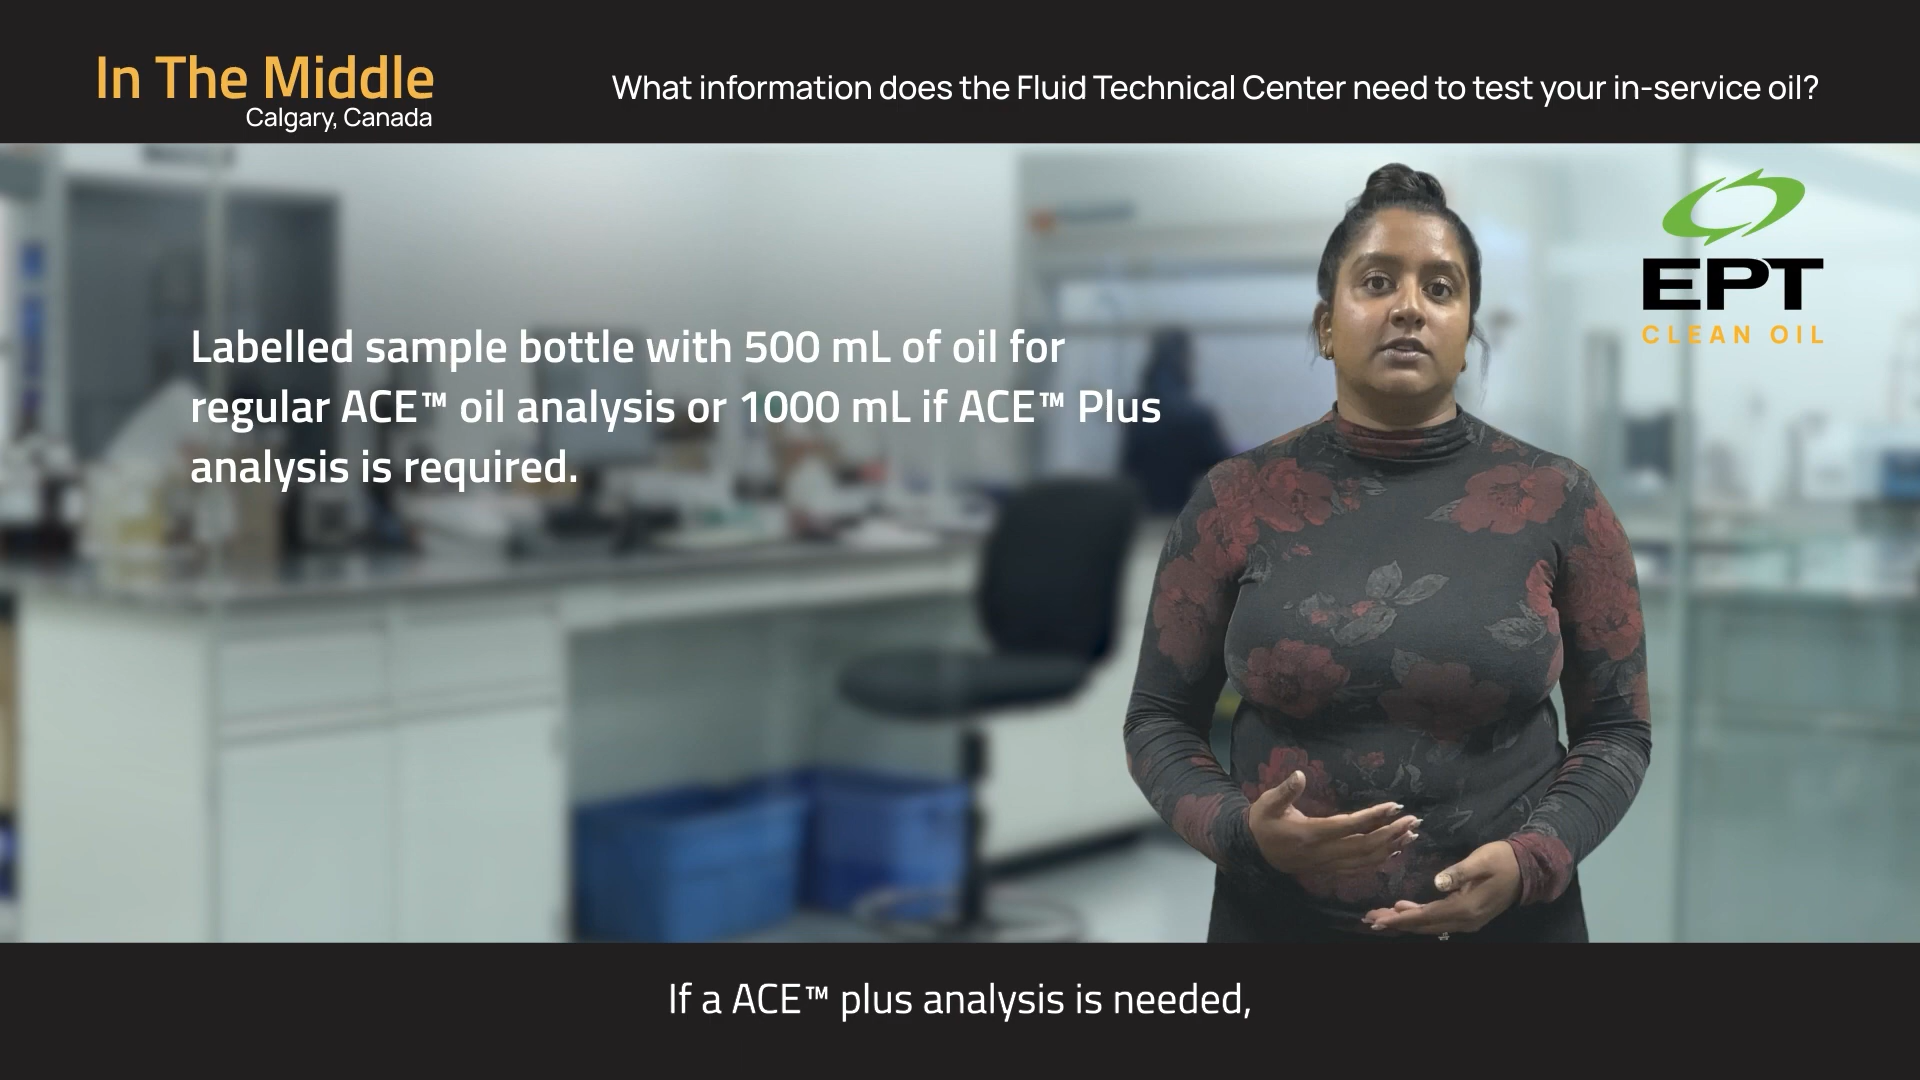 In The Middle
Calgary, Canada
What information does the Fluid Technical Center need to test your in-service oil?
EPT
CLEAN OIL
Labelled sample bottle with 500 mL of oil for
regular ACE™ oil analysis or 1000 mL if ACE™ Plus
analysis is required.
If a ACE™ plus analysis is needed,